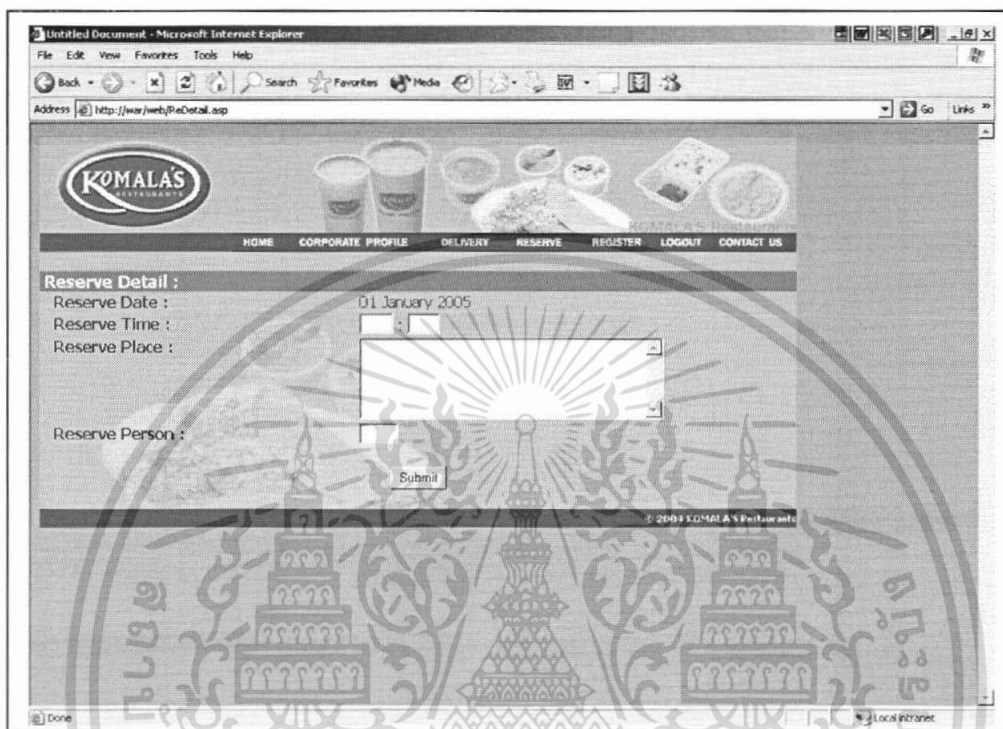 Untitled Document - Microsoft Internet Explorer
File Edit View Favorites Tools Help
Back Search Favorites Media
Address http://war/web/ReDetail.asp Go Links »
KOMALA'S
RESTAURANTS
KOMALA'S Restaurant
HOME CORPORATE PROFILE DELIVERY RESERVE REGISTER LOGOUT CONTACT US
Reserve Detail :
Reserve Date : 01 January 2005
Reserve Time : :
Reserve Place :
Reserve Person :
Submit
© 2004 KOMALA'S Restaurants
Done Local intranet